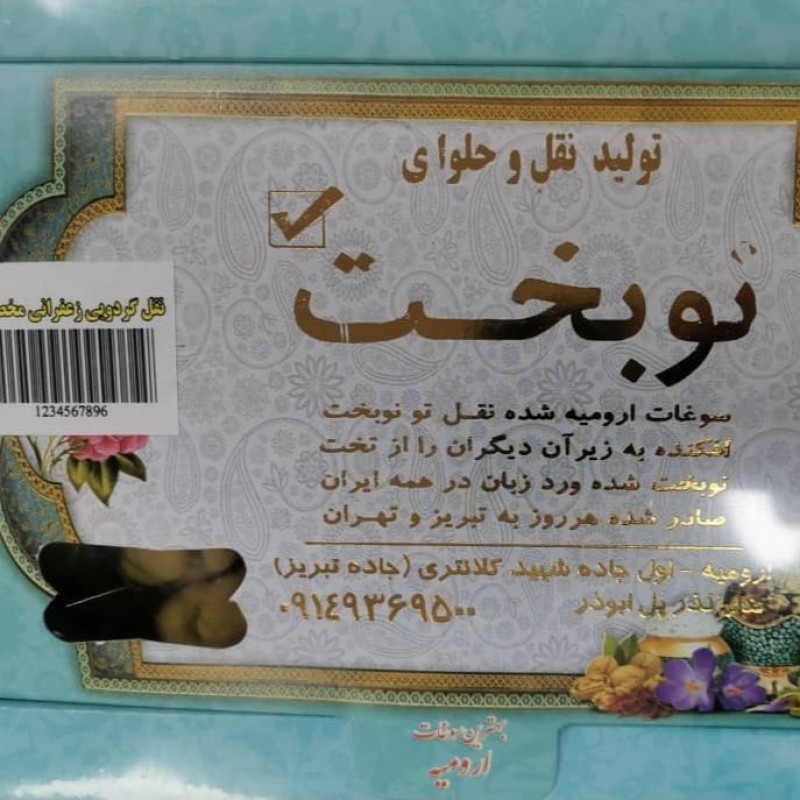 تولید نقل و حلوای
نوبخت
نقل گردویی زعفرانی
1234567896
سوغات ارومیه شده نقل تو نوبخت
افکنده به زیرآن دیگران را از تخت
نوبخت شده ورد زبان در همه ایران
صادر شده هرروز به تبریز و تهران
ارومیه - اول جاده شهید کلانتری (جاده تبریز)
پل ابوذر
۰۹۱۴۹۳۶۹۵۰۰
بهترین سوغات
ارومیه